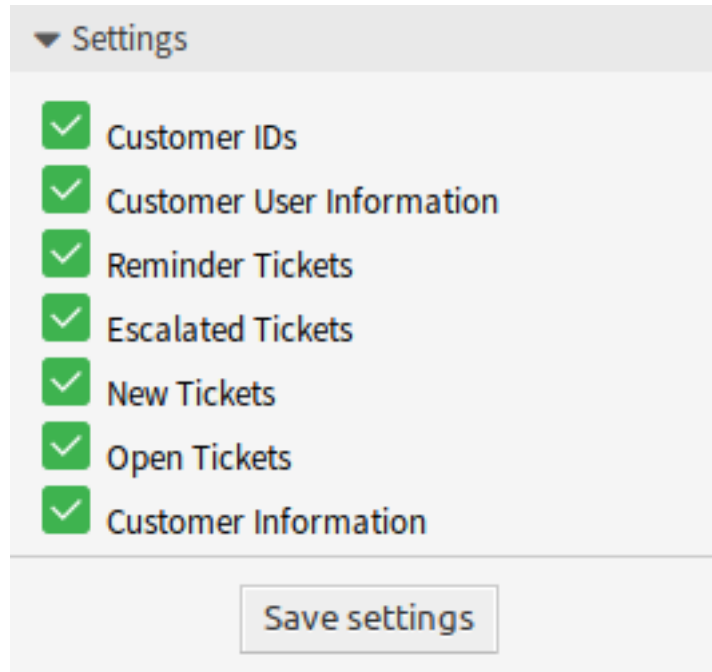 Settings
Customer IDs
Customer User Information
Reminder Tickets
Escalated Tickets
New Tickets
Open Tickets
Customer Information
Save settings